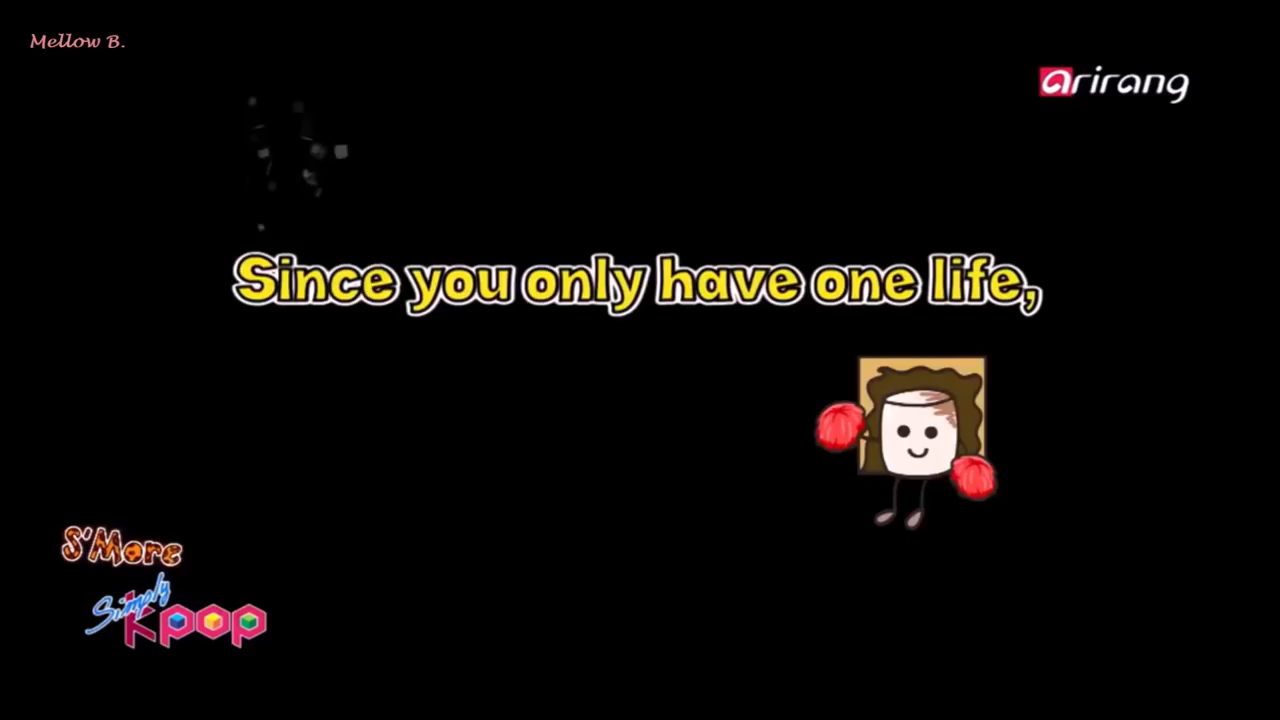 Mellow B.
arirang
Since you only have one life,
S'More
Simply
Kpop